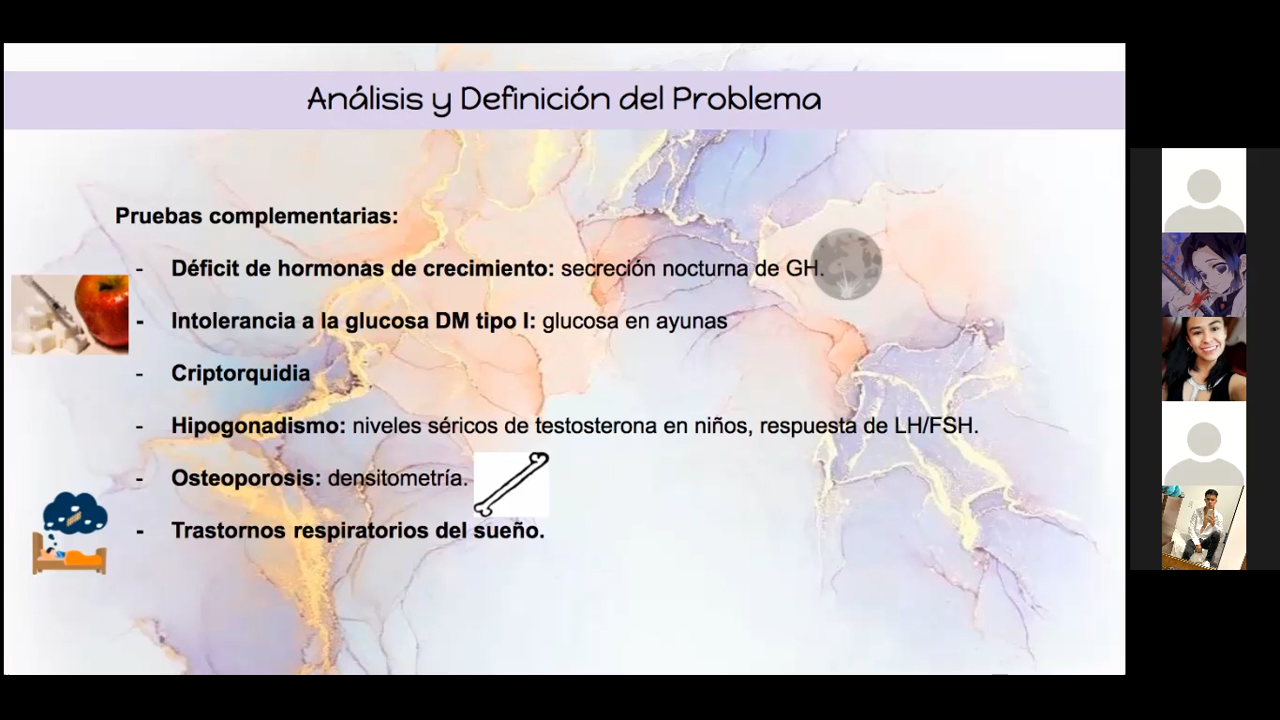 Análisis y Definición del Problema
Pruebas complementarias:
- Déficit de hormonas de crecimiento: secreción nocturna de GH.
- Intolerancia a la glucosa DM tipo I: glucosa en ayunas
- Criptorquidia
- Hipogonadismo: niveles séricos de testosterona en niños, respuesta de LH/FSH.
- Osteoporosis: densitometría.
- Trastornos respiratorios del sueño.